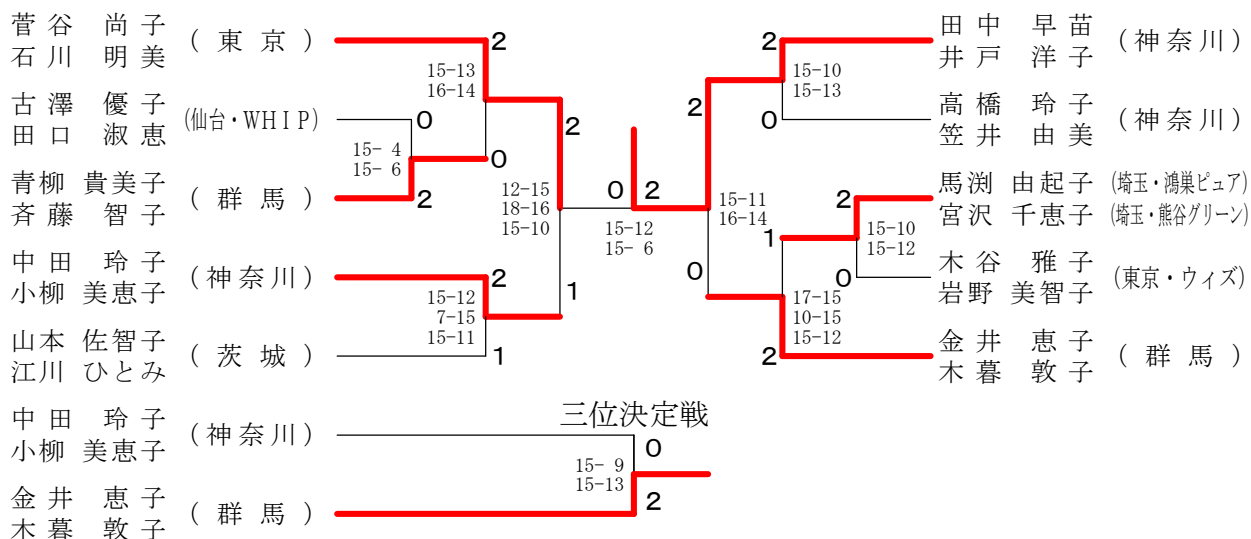 菅谷 尚子
石川 明美
(東京)
2
15-13
16-14
古澤 優子
田口 淑恵
(仙台・WHIP)
0
15- 4
15- 6
0
青柳 貴美子
斉藤 智子
(群馬)
2
2
12-15
18-16
15-10
中田 玲子
小柳 美恵子
(神奈川)
2
15-12
7-15
15-11
1
山本 佐智子
江川 ひとみ
(茨城)
1
0
2
15-12
15- 6
田中 早苗
井戸 洋子
(神奈川)
2
15-10
15-13
高橋 玲子
笠井 由美
(神奈川)
0
2
15-11
16-14
馬渕 由起子
(埼玉・鴻巣ピュア)
宮沢 千恵子
(埼玉・熊谷グリーン)
2
15-10
15-12
1
木谷 雅子
岩野 美智子
(東京・ウィズ)
0
0
17-15
10-15
15-12
金井 恵子
木暮 敦子
(群馬)
2
三位決定戦
中田 玲子
小柳 美恵子
(神奈川)
0
15- 9
15-13
金井 恵子
木暮 敦子
(群馬)
2